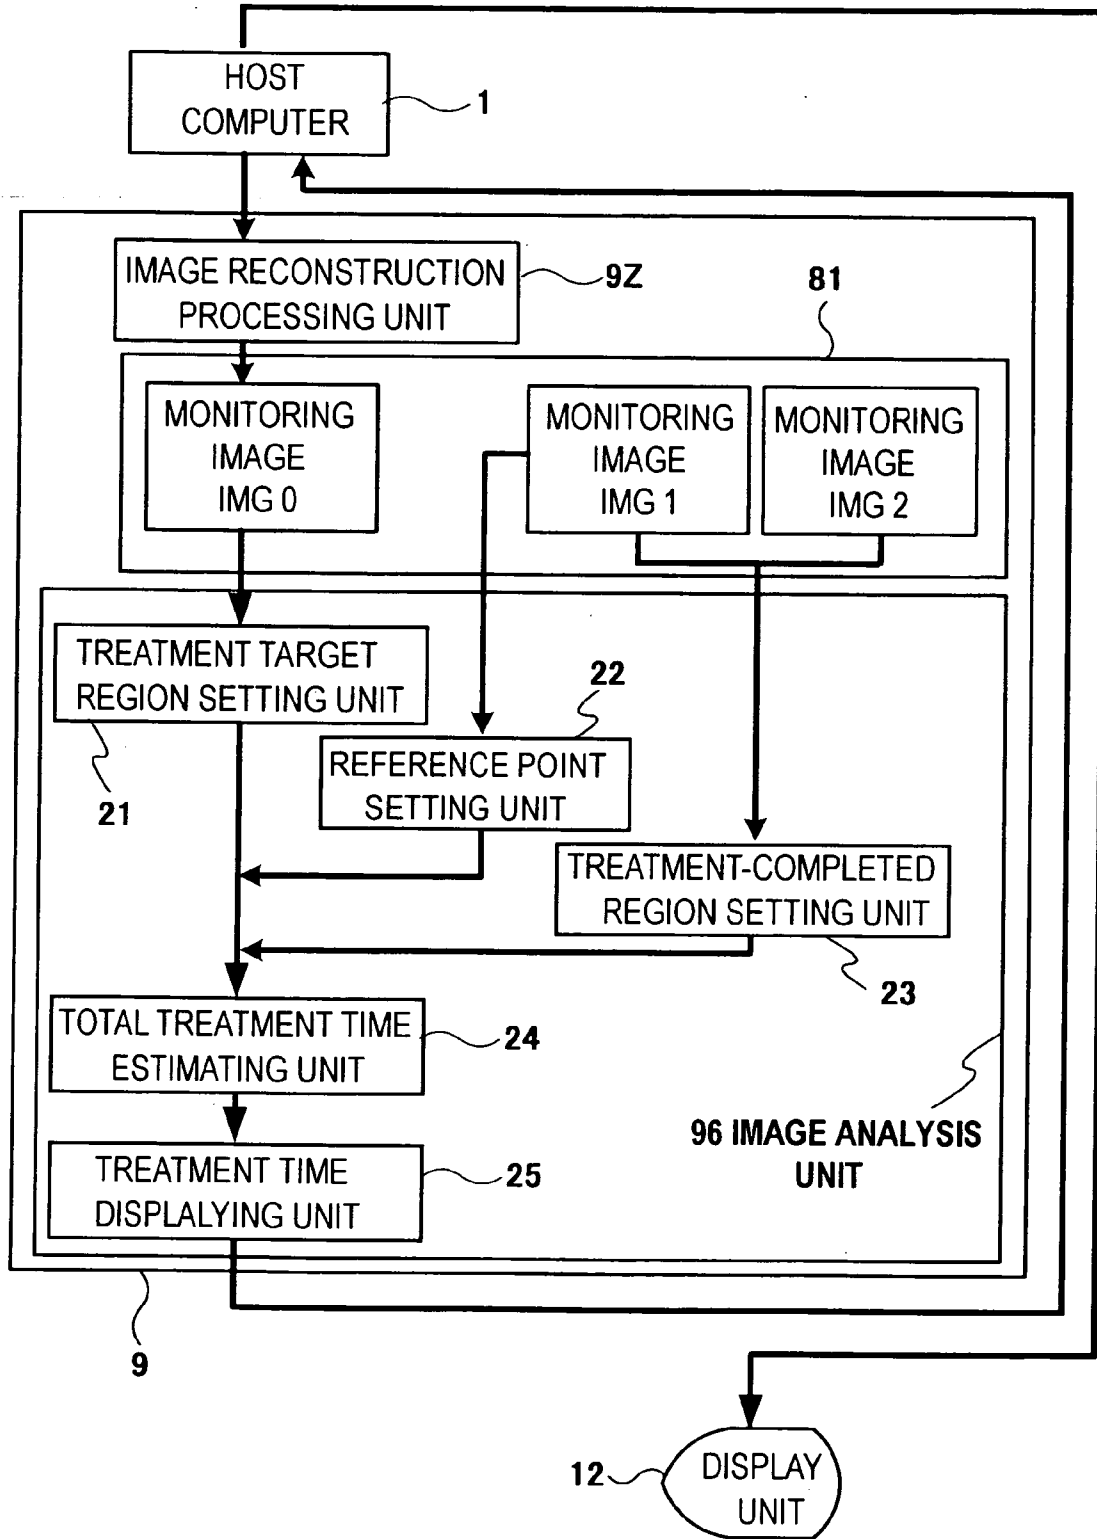 HOST
COMPUTER
1
IMAGE RECONSTRUCTION
PROCESSING UNIT
9Z
81
MONITORING
IMAGE
IMG 0
MONITORING
IMAGE
IMG 1
MONITORING
IMAGE
IMG 2
TREATMENT TARGET
REGION SETTING UNIT
21
22
REFERENCE POINT
SETTING UNIT
TREATMENT-COMPLETED
REGION SETTING UNIT
23
TOTAL TREATMENT TIME
ESTIMATING UNIT
24
96 IMAGE ANALYSIS
UNIT
TREATMENT TIME
DISPLALYING UNIT
25
9
12
DISPLAY
UNIT